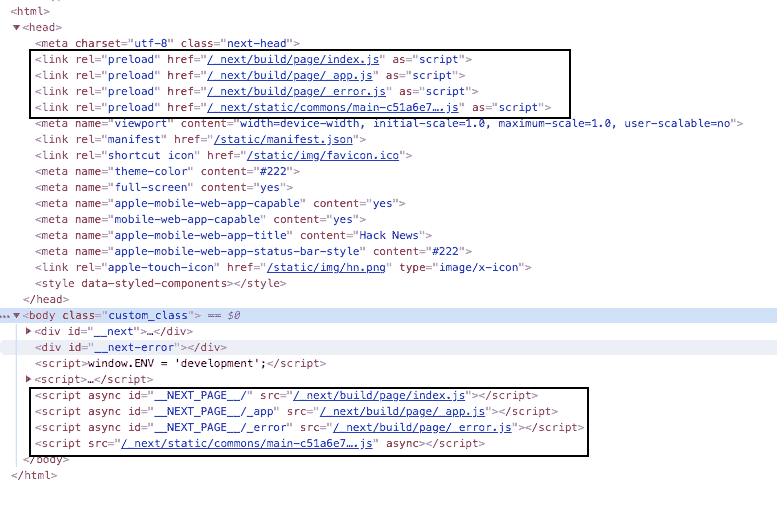 <html>
▼<head>
<meta charset="utf-8" class="next-head">
<link rel="preload" href="/_next/build/page/index.js" as="script">
<link rel="preload" href="/_next/build/page/_app.js" as="script">
<link rel="preload" href="/_next/build/page/_error.js" as="script">
<link rel="preload" href="/_next/static/commons/main-c51a6e7….js" as="script">
<meta name="viewport" content="width=device-width, initial-scale=1.0, maximum-scale=1.0, user-scalable=no">
<link rel="manifest" href="/static/manifest.json">
<link rel="shortcut icon" href="/static/img/favicon.ico">
<meta name="theme-color" content="#222">
<meta name="full-screen" content="yes">
<meta name="apple-mobile-web-app-capable" content="yes">
<meta name="mobile-web-app-capable" content="yes">
<meta name="apple-mobile-web-app-title" content="Hack News">
<meta name="apple-mobile-web-app-status-bar-style" content="#222">
<link rel="apple-touch-icon" href="/static/img/hn.png" type="image/x-icon">
<style data-styled-components></style>
</head>
…▼<body class="custom_class"> == $0
▶<div id="__next">…</div>
<div id="__next-error"></div>
<script>window.ENV = 'development';</script>
▶<script>…</script>
<script async id="__NEXT_PAGE__/" src="/_next/build/page/index.js"></script>
<script async id="__NEXT_PAGE__/_app" src="/_next/build/page/_app.js"></script>
<script async id="__NEXT_PAGE__/_error" src="/_next/build/page/_error.js"></script>
<script src="/_next/static/commons/main-c51a6e7….js" async></script>
</body>
</html>